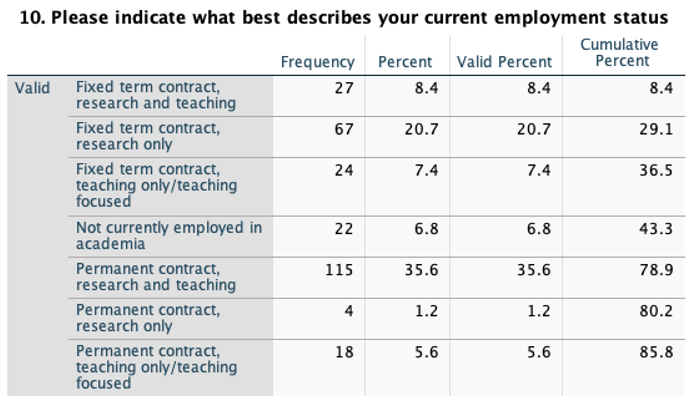 10. Please indicate what best describes your current employment status
Frequency Percent Valid Percent Cumulative Percent
Valid Fixed term contract, research and teaching 27 8.4 8.4 8.4
Fixed term contract, research only 67 20.7 20.7 29.1
Fixed term contract, teaching only/teaching focused 24 7.4 7.4 36.5
Not currently employed in academia 22 6.8 6.8 43.3
Permanent contract, research and teaching 115 35.6 35.6 78.9
Permanent contract, research only 4 1.2 1.2 80.2
Permanent contract, teaching only/teaching focused 18 5.6 5.6 85.8